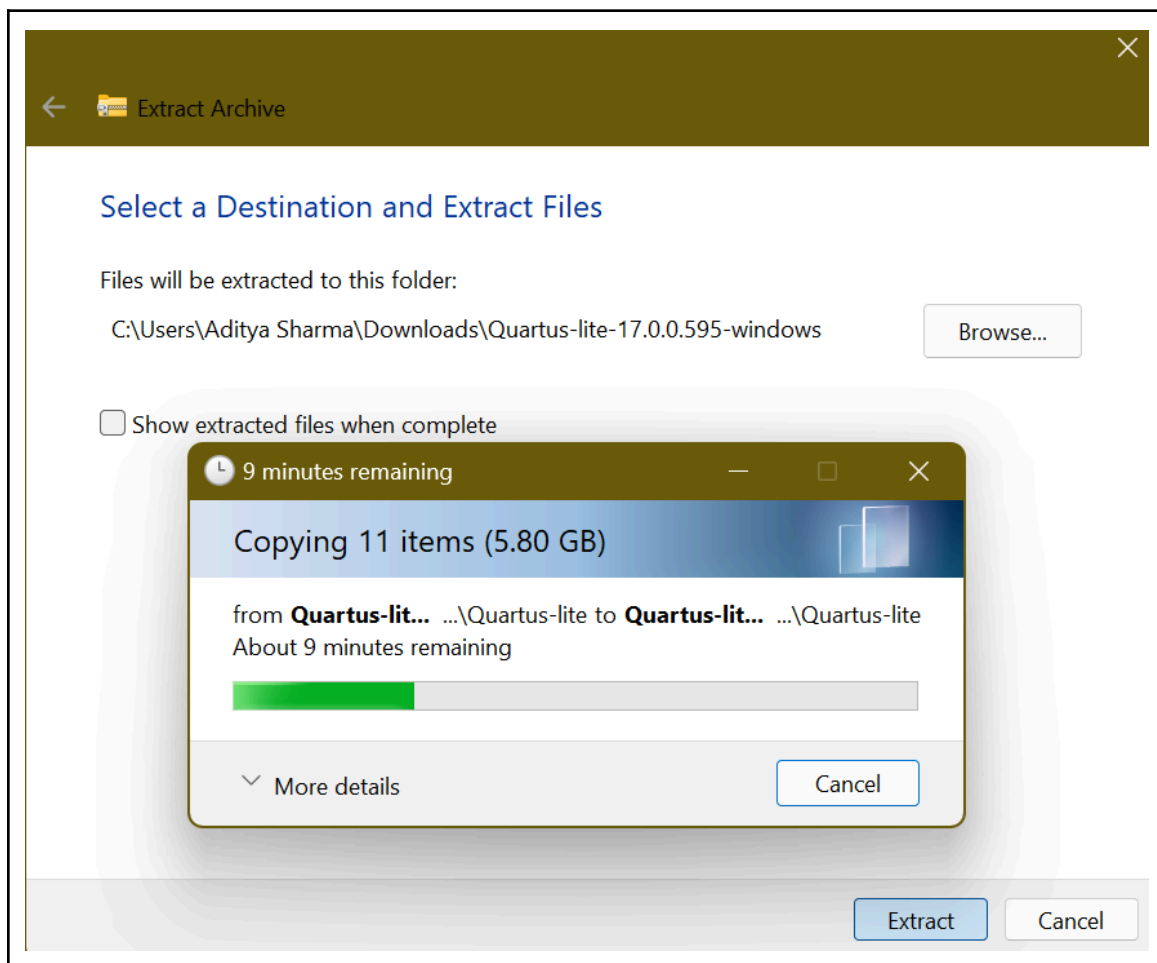 Extract Archive
Select a Destination and Extract Files
Files will be extracted to this folder:
C:\Users\Aditya Sharma\Downloads\Quartus-lite-17.0.0.595-windows
Browse...
Show extracted files when complete
9 minutes remaining
Copying 11 items (5.80 GB)
from Quartus-lit... ...\Quartus-lite to Quartus-lit... ...\Quartus-lite
About 9 minutes remaining
More details
Cancel
Extract
Cancel